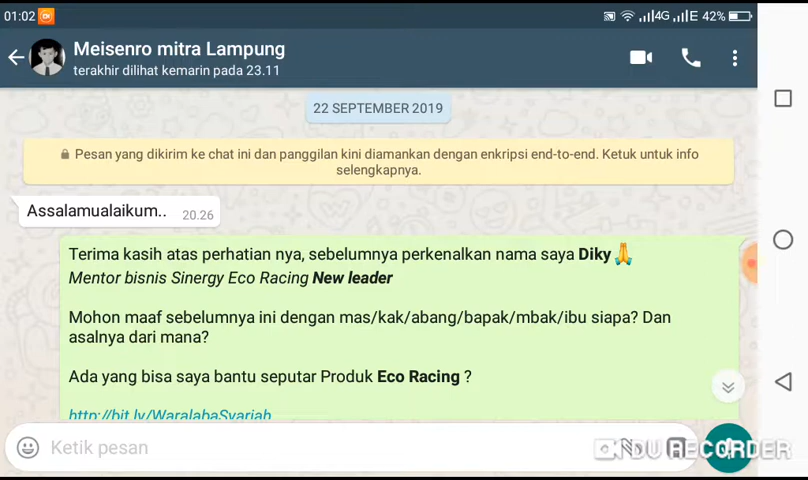 01:02 4G E 42%
Meisenro mitra Lampung
terakhir dilihat kemarin pada 23.11
22 SEPTEMBER 2019
Pesan yang dikirim ke chat ini dan panggilan kini diamankan dengan enkripsi end-to-end. Ketuk untuk info
selengkapnya.
Assalamualaikum.. 20.26
Terima kasih atas perhatian nya, sebelumnya perkenalkan nama saya Diky
Mentor bisnis Sinergy Eco Racing New leader
Mohon maaf sebelumnya ini dengan mas/kak/abang/bapak/mbak/ibu siapa? Dan
asalnya dari mana?
Ada yang bisa saya bantu seputar Produk Eco Racing ?
http://bit.ly/WaralabaSyariah
Ketik pesan
DU RECORDER